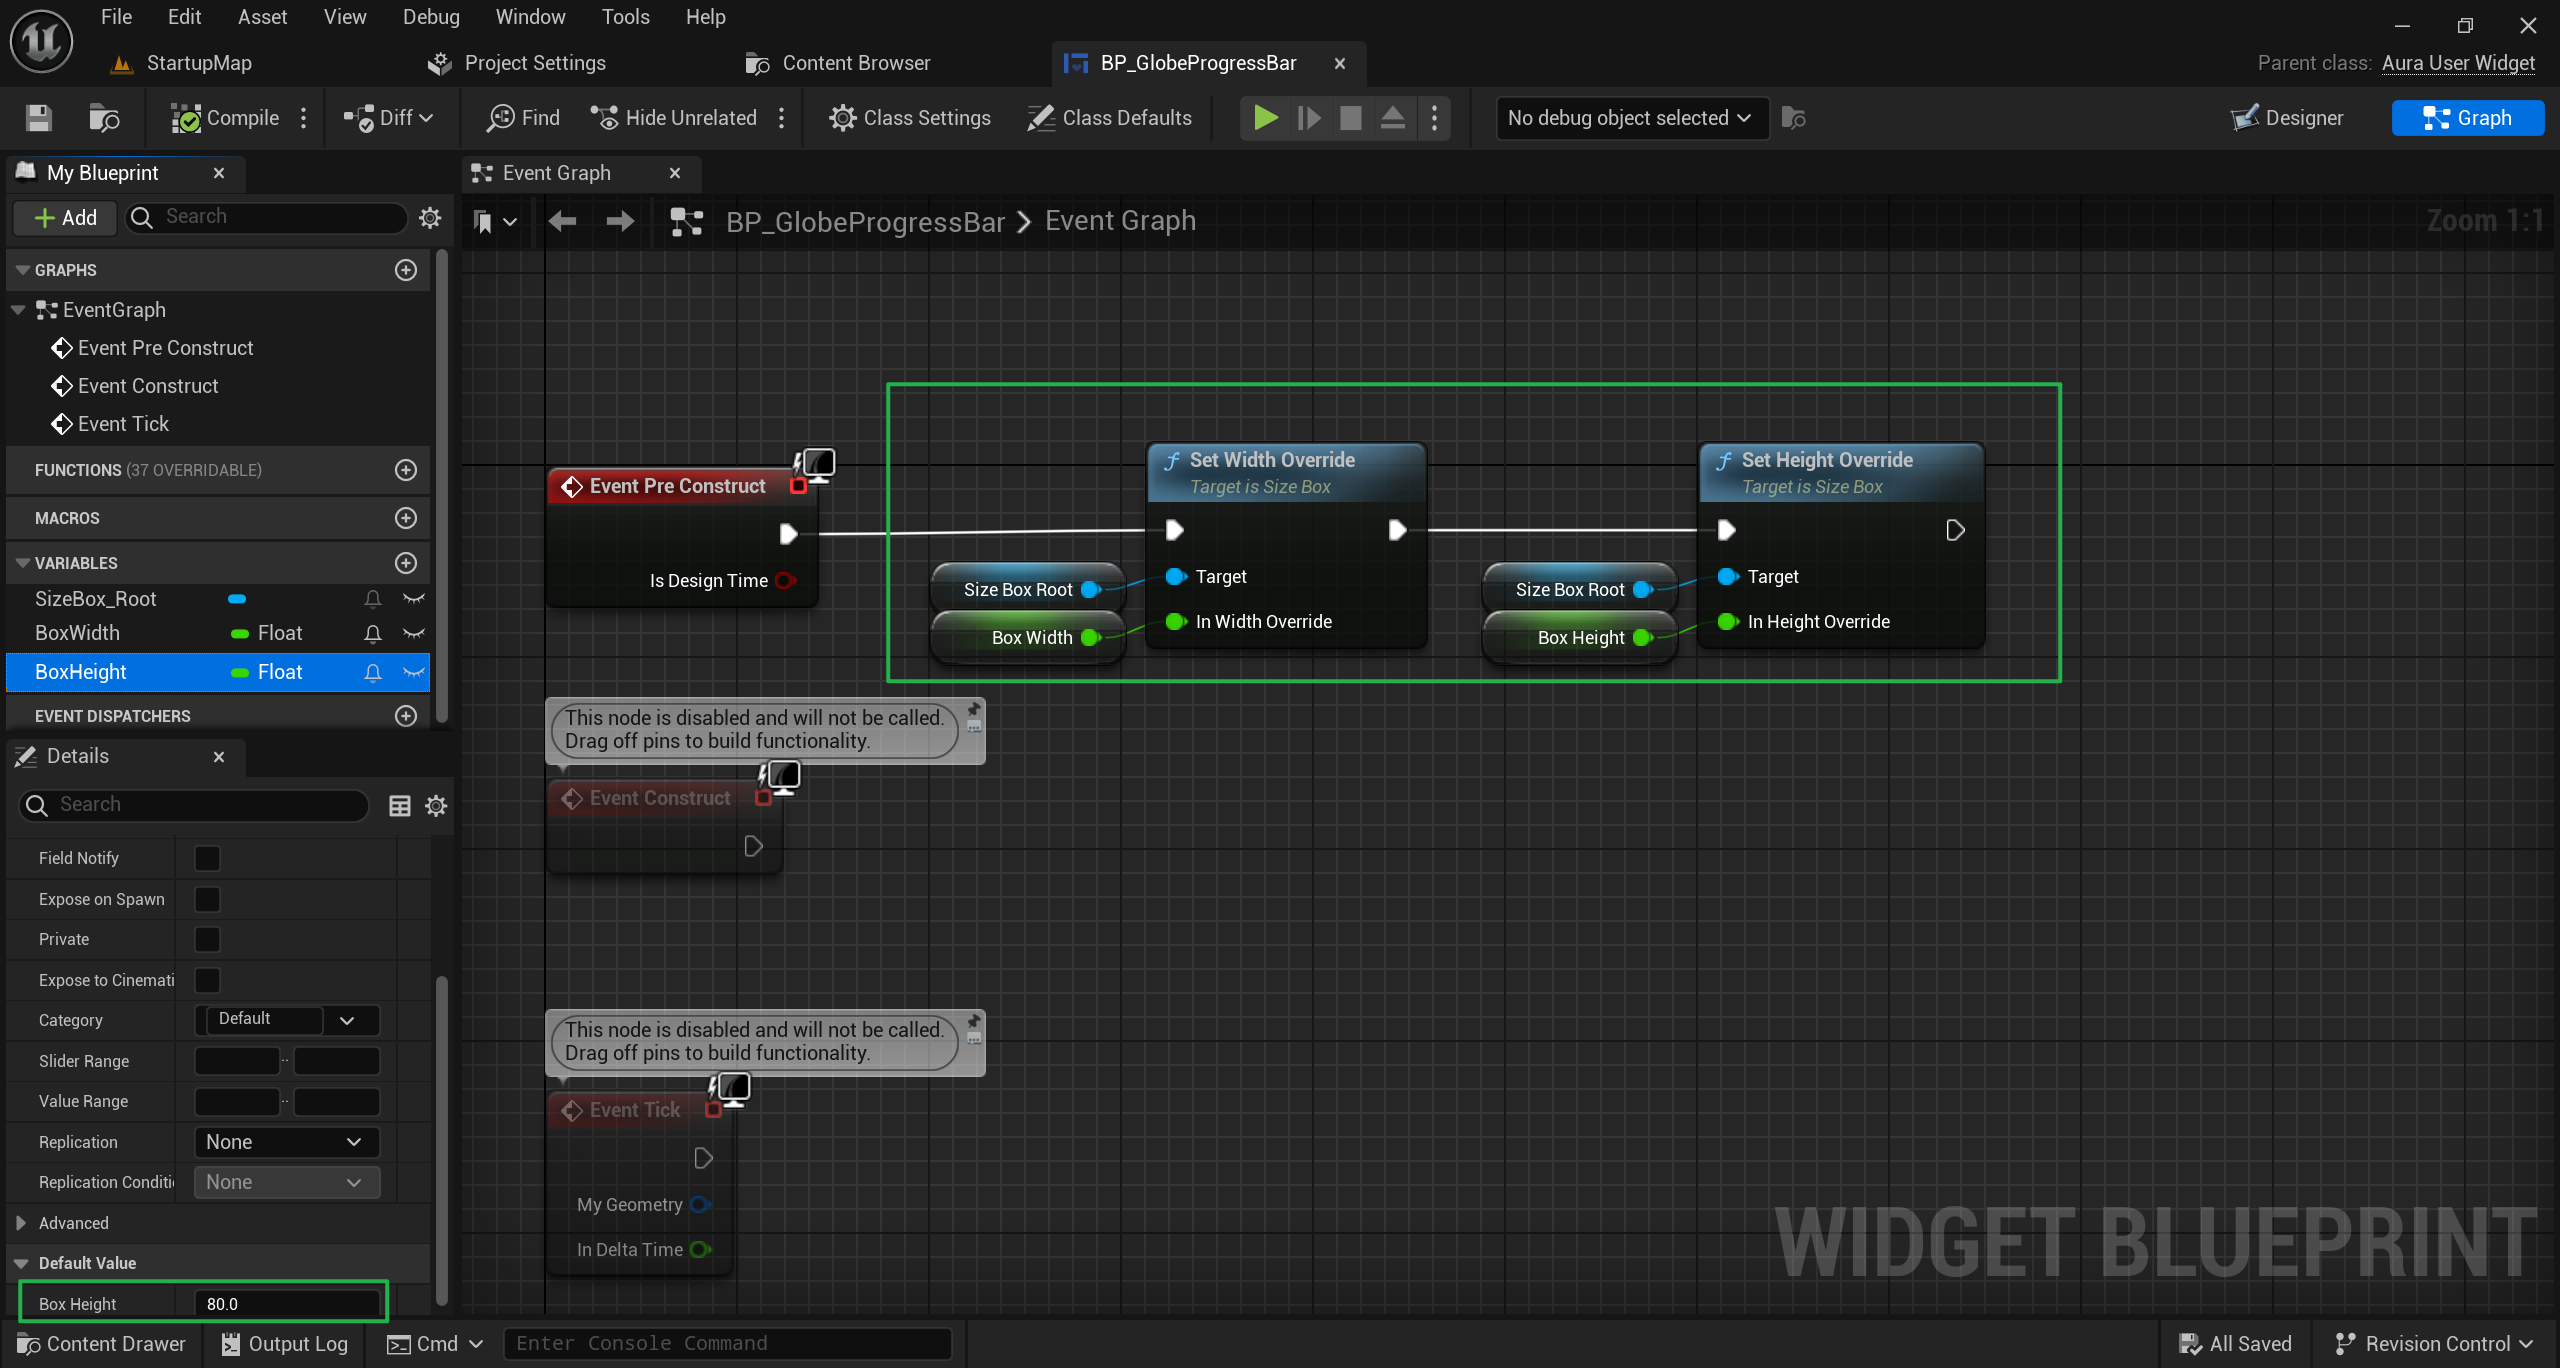 File Edit Asset View Debug Window Tools Help
StartupMap Project Settings Content Browser BP_GlobeProgressBar Parent class: Aura User Widget
Compile Diff Find Hide Unrelated Class Settings Class Defaults No debug object selected Designer Graph
My Blueprint
Add Search
GRAPHS
EventGraph
Event Pre Construct
Event Construct
Event Tick
FUNCTIONS (37 OVERRIDABLE)
MACROS
VARIABLES
SizeBox_Root
BoxWidth Float
BoxHeight Float
EVENT DISPATCHERS
Details
Search
Field Notify
Expose on Spawn
Private
Expose to Cinemati
Category Default
Slider Range ..
Value Range ..
Replication None
Replication Conditi None
Advanced
Default Value
Box Height 80.0
Event Graph
BP_GlobeProgressBar > Event Graph
Zoom 1:1
Event Pre Construct
Is Design Time
Set Width Override
Target is Size Box
Size Box Root Target
Box Width In Width Override
Set Height Override
Target is Size Box
Size Box Root Target
Box Height In Height Override
This node is disabled and will not be called.
Drag off pins to build functionality.
Event Construct
This node is disabled and will not be called.
Drag off pins to build functionality.
Event Tick
My Geometry
In Delta Time
WIDGET BLUEPRINT
Content Drawer Output Log Cmd Enter Console Command All Saved Revision Control